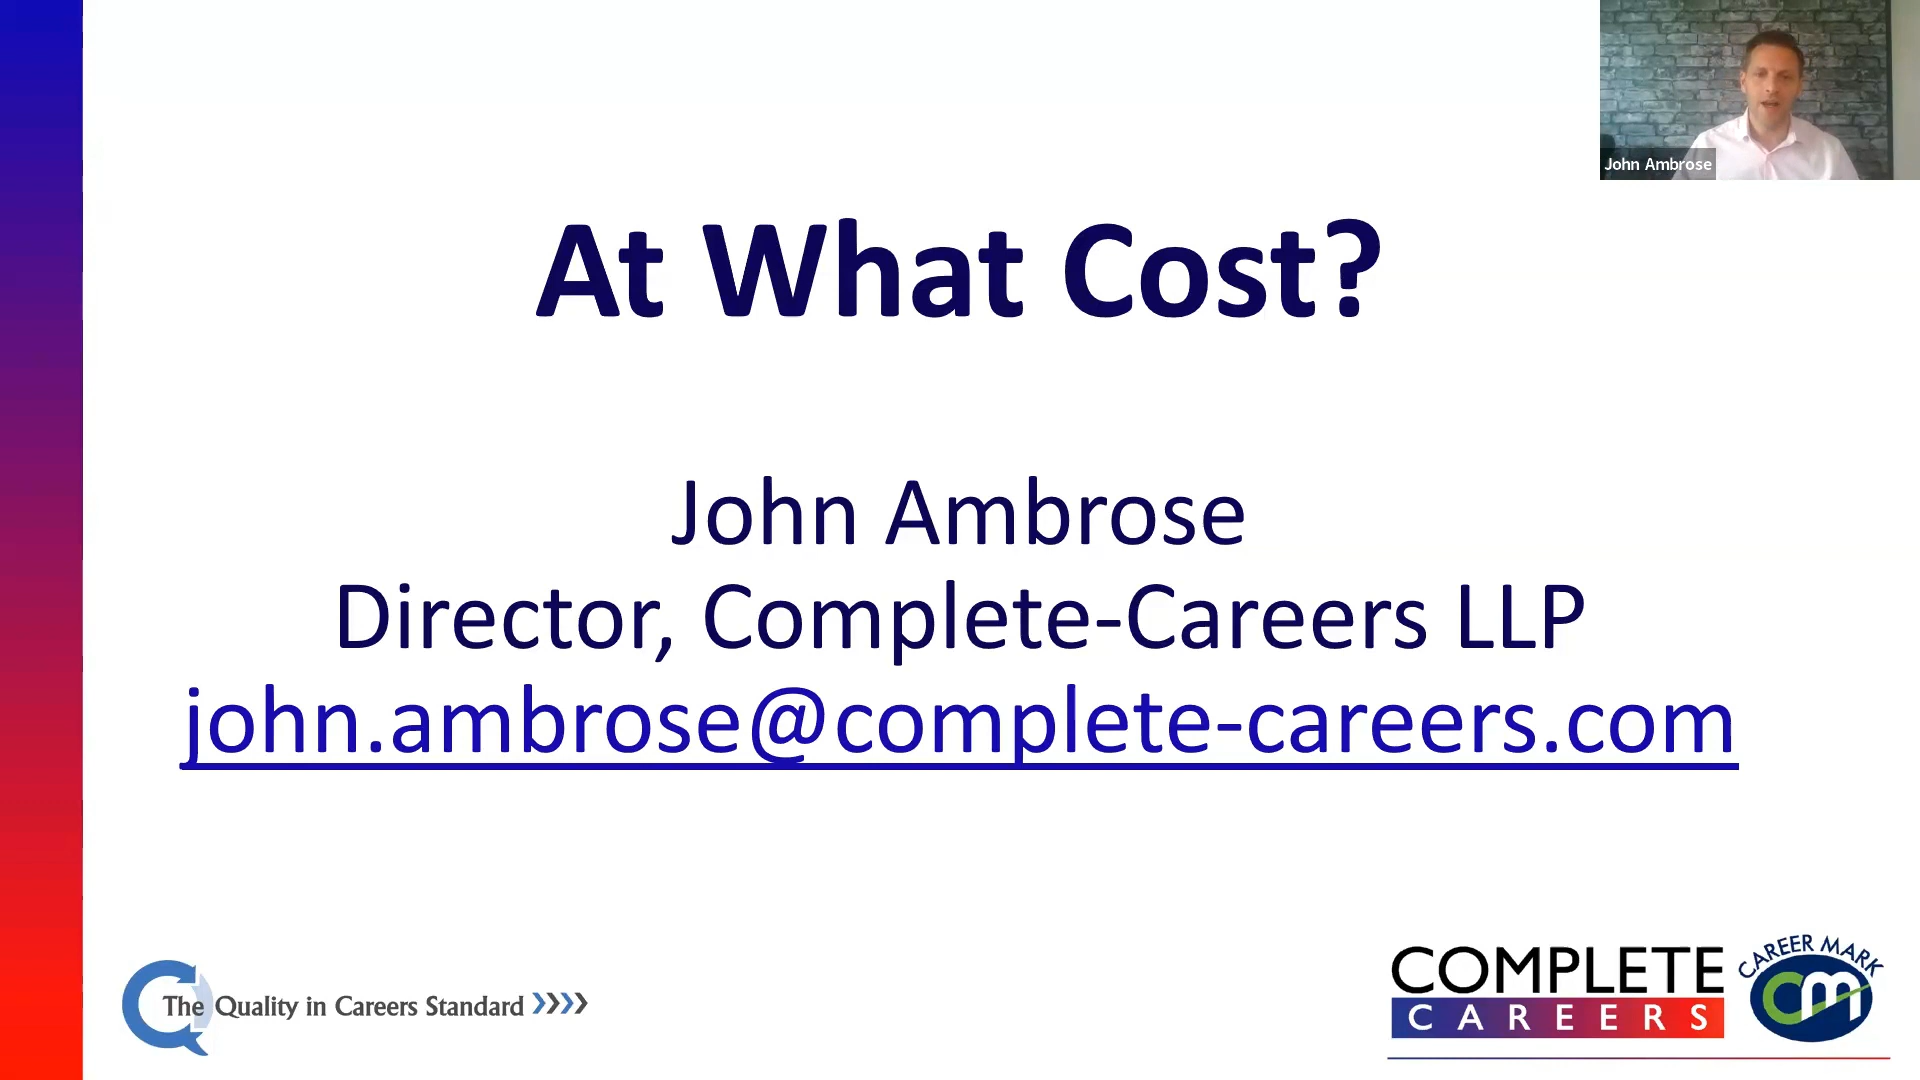 John Ambrose
At What Cost?
John Ambrose
Director, Complete-Careers LLP
john.ambrose@complete-careers.com
The Quality in Careers Standard
COMPLETE
CAREERS
CAREER MARK
cm